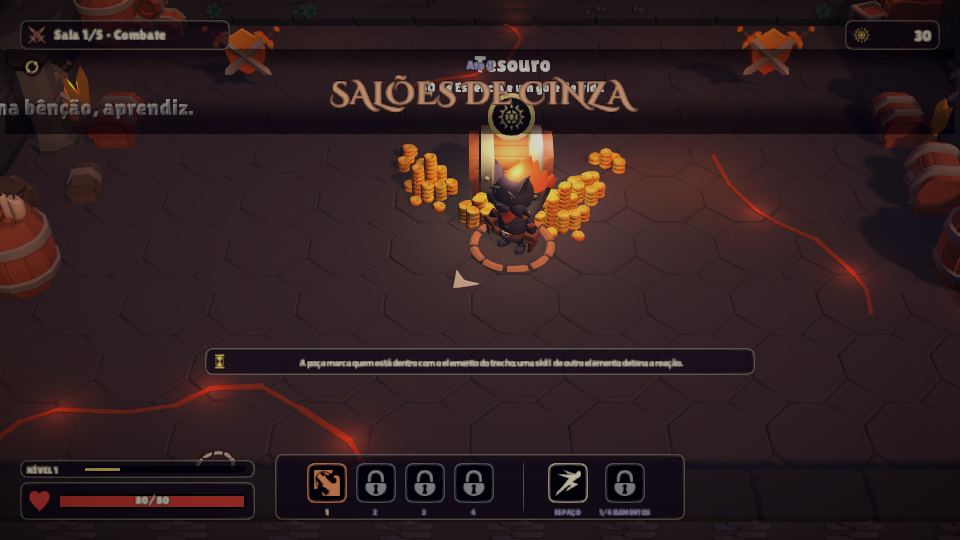 Sala 1/5 - Combate
30
Tesouro
SALÕES DE CINZA
na bênção, aprendiz.
A poça marca quem está dentro com o elemento do trecho: uma skill de outro elemento detona a reação.
NÍVEL 1
80/80
1
2
3
4
ESPAÇO
1/4 ELEMENTOS